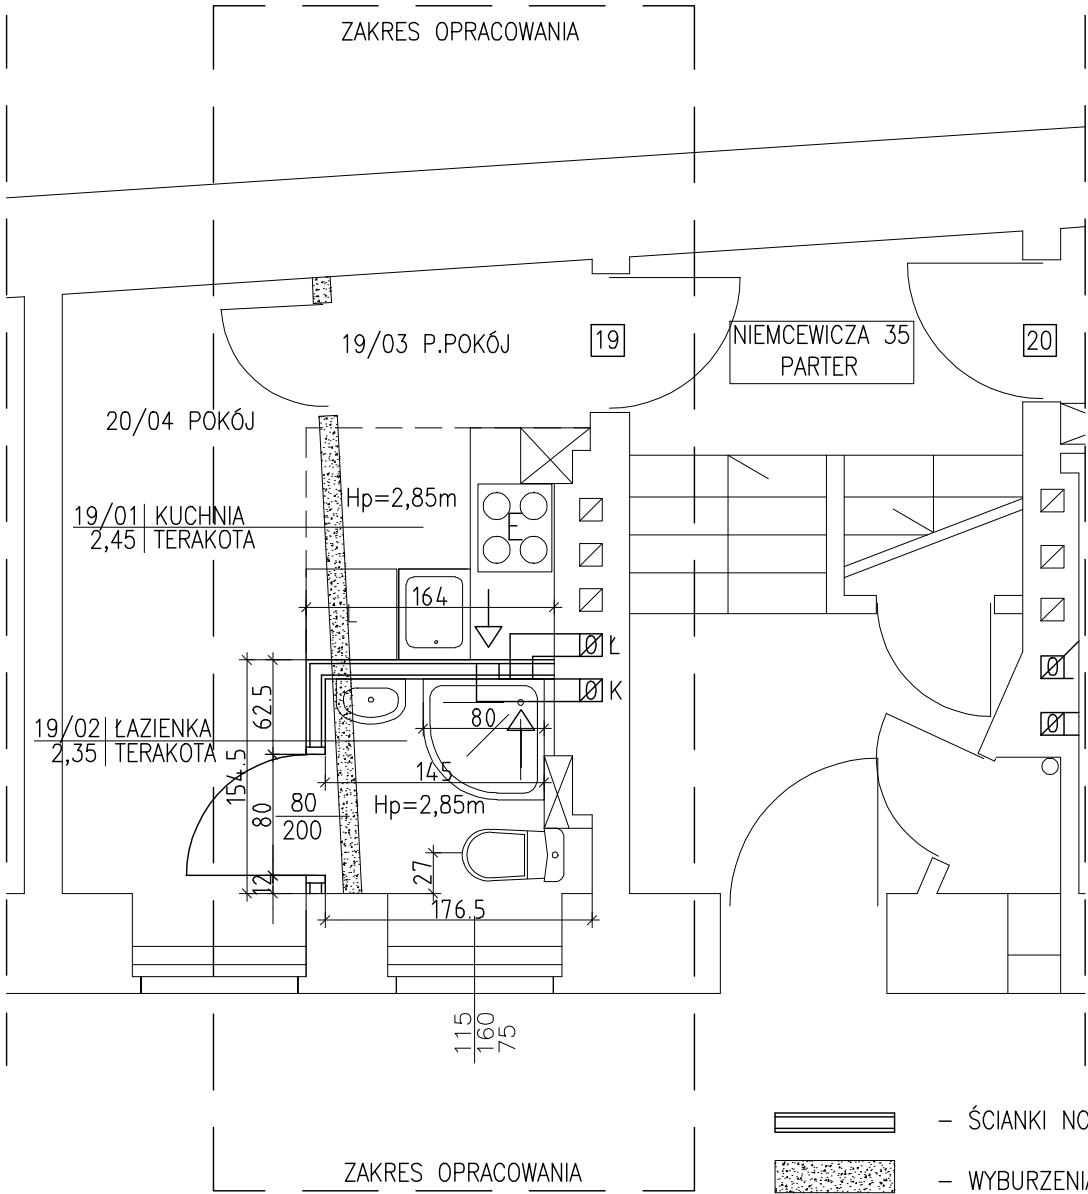 ZAKRES OPRACOWANIA
19/03 P.POKÓJ
19
NIEMCEWICZA 35
PARTER
20
20/04 POKÓJ
Hp=2,85m
19/01 KUCHNIA
2,45 TERAKOTA
E
164
Ł
K
62.5
19/02 ŁAZIENKA
2,35 TERAKOTA
80
154.5
145
80
80
200
Hp=2,85m
27
12
176.5
115
160
75
ZAKRES OPRACOWANIA
– ŚCIANKI NO
– WYBURZENIA